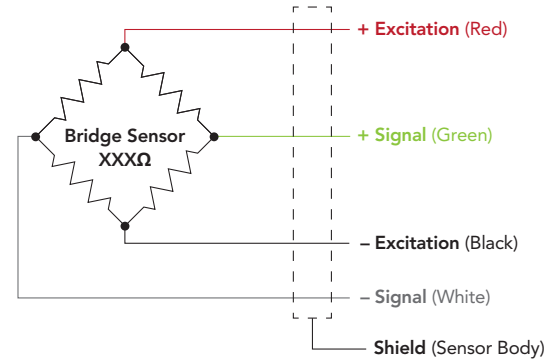 + Excitation (Red)
Bridge Sensor
XXXΩ
+ Signal (Green)
– Excitation (Black)
– Signal (White)
Shield (Sensor Body)